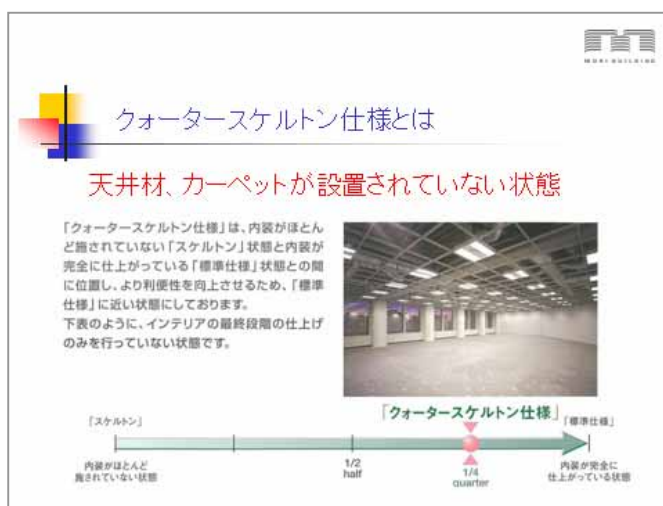 MORI BUILDING
クォータースケルトン仕様とは
天井材、カーペットが設置されていない状態
「クォータースケルトン仕様」は、内装がほとん
ど施されていない「スケルトン」状態と内装が
完全に仕上がっている「標準仕様」状態との間
に位置し、より利便性を向上させるため、「標準
仕様」に近い状態にしております。
下表のように、インテリアの最終段階の仕上げ
のみを行っていない状態です。
「スケルトン」
「クォータースケルトン仕様」
「標準仕様」
内装がほとんど
施されていない状態
1/2
half
1/4
quarter
内装が完全に
仕上がっている状態